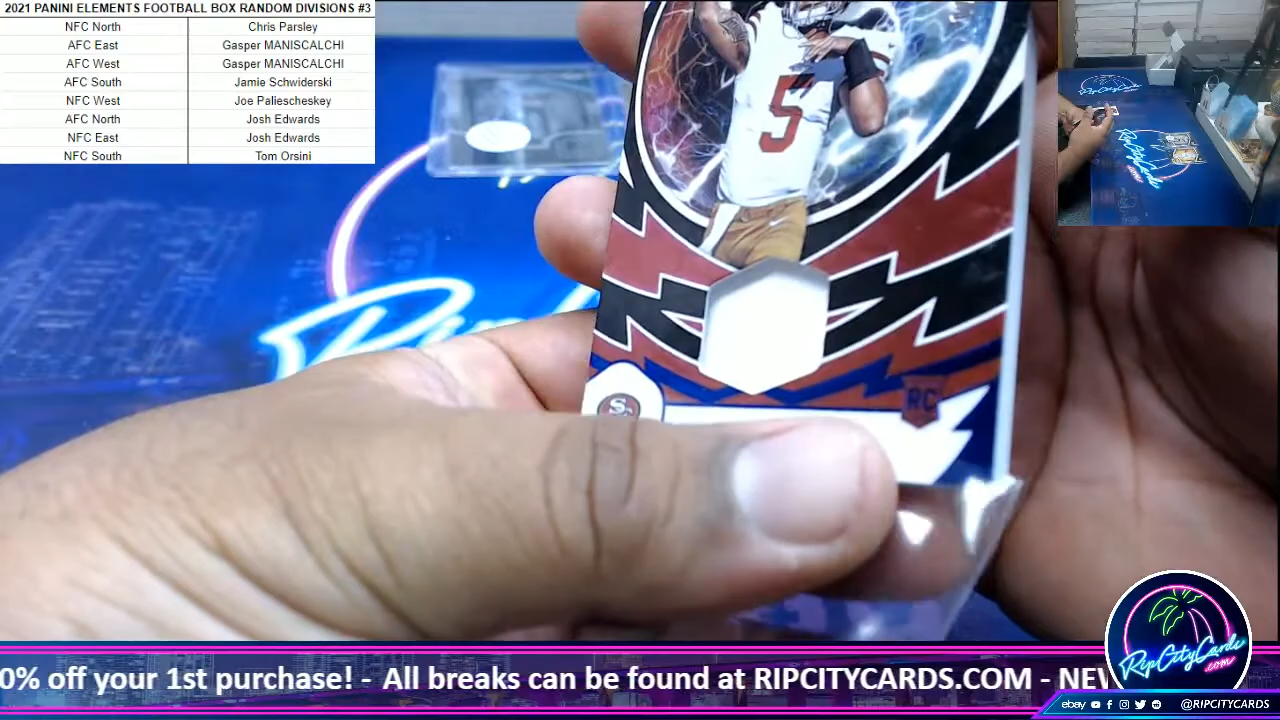 2021 PANINI ELEMENTS FOOTBALL BOX RANDOM DIVISIONS #3
NFC North Chris Parsley
AFC East Gasper MANISCALCHI
AFC West Gasper MANISCALCHI
AFC South Jamie Schwiderski
NFC West Joe Paliescheskey
AFC North Josh Edwards
NFC East Josh Edwards
NFC South Tom Orsini
5
SF
RC
RipCityCards
.com
0% off your 1st purchase! - All breaks can be found at RIPCITYCARDS.COM - NEW
ebay @RIPCITYCARDS